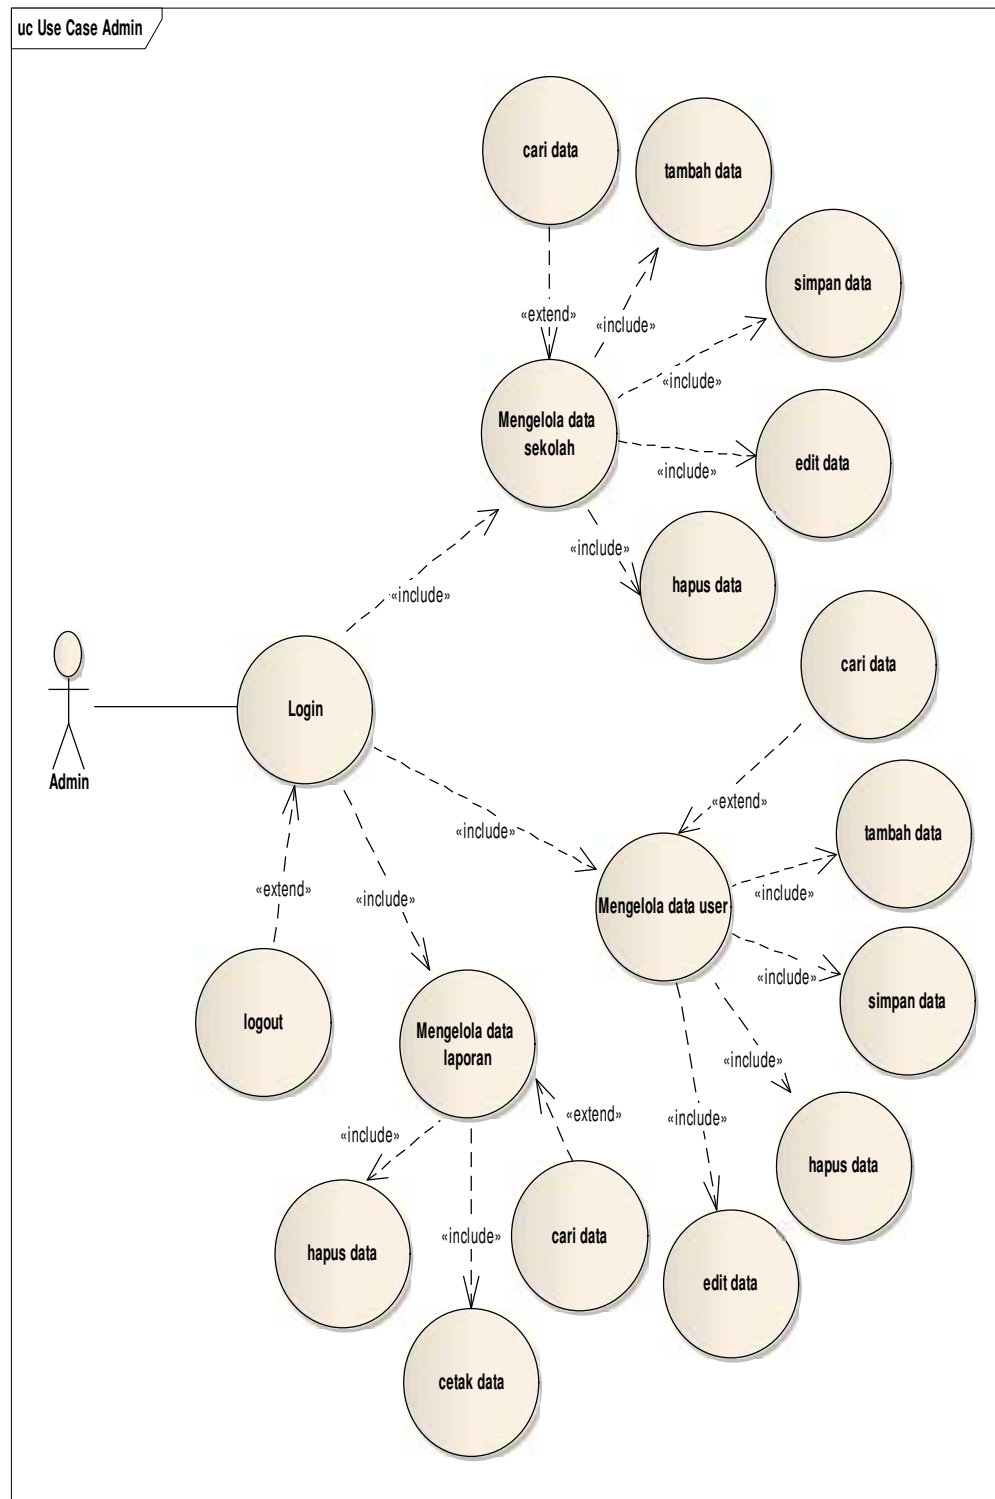 uc Use Case Admin
cari data
tambah data
simpan data
«extend»
«include»
«include»
Mengelola data
sekolah
edit data
«include»
«include»
hapus data
«include»
cari data
Login
Admin
«extend»
«include»
tambah data
«extend»
«include»
«include»
Mengelola data user
«include»
simpan data
logout
Mengelola data
laporan
«include»
«include»
«extend»
«include»
hapus data
hapus data
«include»
cari data
edit data
cetak data